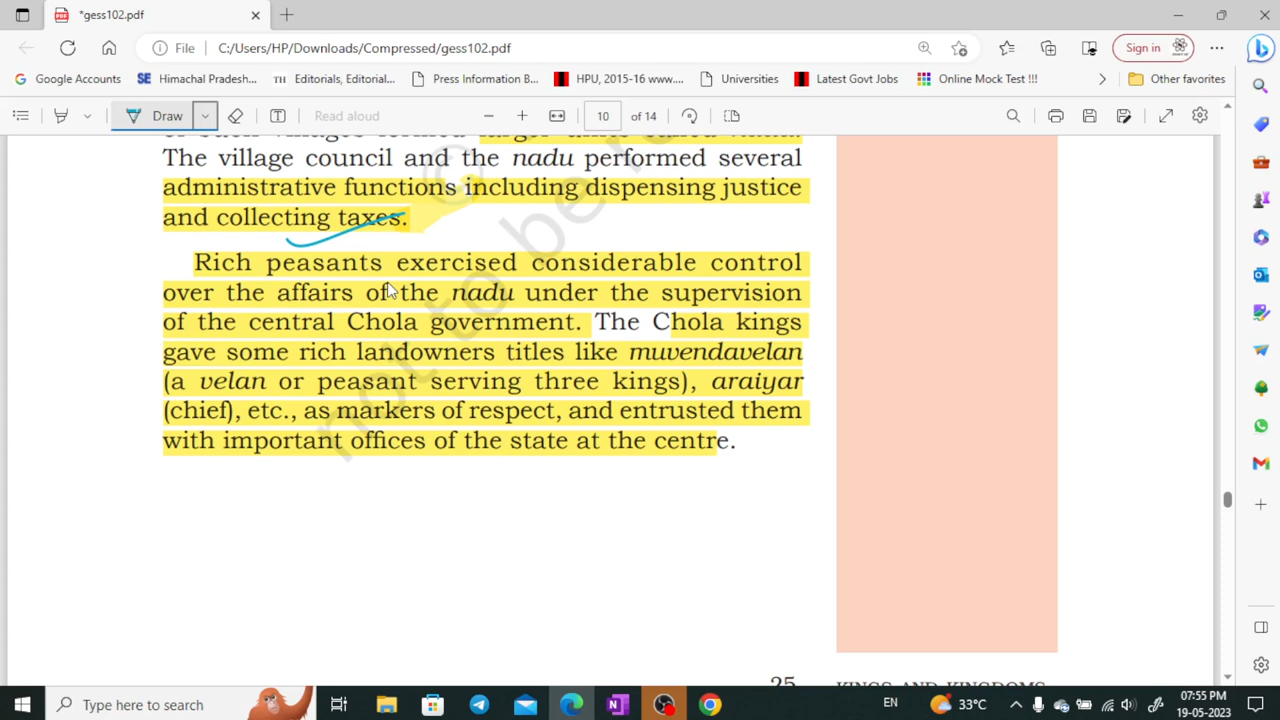 *gess102.pdf
File
C:/Users/HP/Downloads/Compressed/gess102.pdf
Sign in
Google Accounts
SE Himachal Pradesh...
TH Editorials, Editorial...
Press Information B...
HPU, 2015-16 www....
Universities
Latest Govt Jobs
Online Mock Test !!!
Other favorites
Draw
Read aloud
10 of 14
The village council and the nadu performed several
administrative functions including dispensing justice
and collecting taxes.
Rich peasants exercised considerable control
over the affairs of the nadu under the supervision
of the central Chola government. The Chola kings
gave some rich landowners titles like muvendavelan
(a velan or peasant serving three kings), araiyar
(chief), etc., as markers of respect, and entrusted them
with important offices of the state at the centre.
25 KINGS AND KINGDOMS
Type here to search
33°C
EN
07:55 PM
19-05-2023